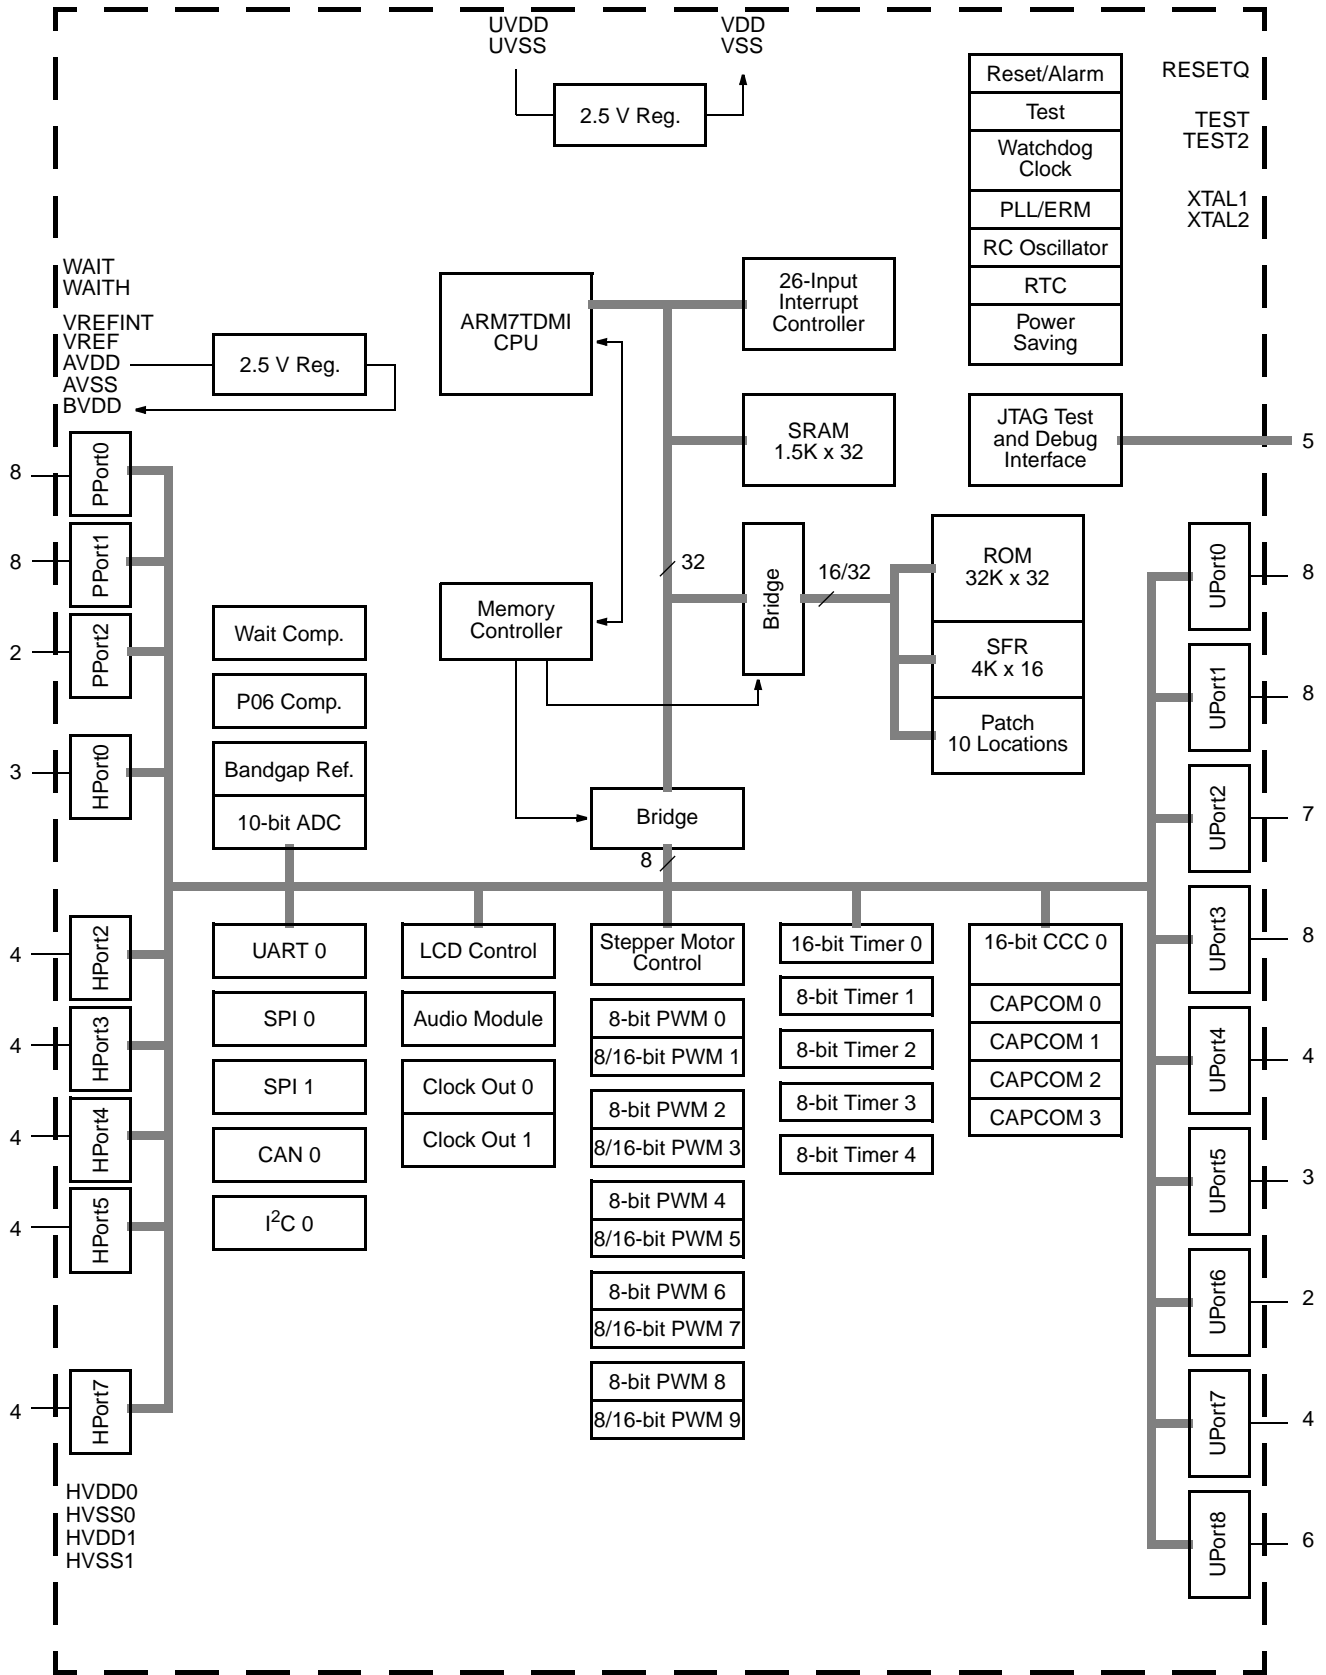 UVDD
UVSS
VDD
VSS
2.5 V Reg.
Reset/Alarm
Test
Watchdog
Clock
PLL/ERM
RC Oscillator
RTC
Power
Saving
RESETQ
TEST
TEST2
XTAL1
XTAL2
WAIT
WAITH
VREFINT
VREF
AVDD
AVSS
BVDD
2.5 V Reg.
ARM7TDMI
CPU
26-Input
Interrupt
Controller
SRAM
1.5K x 32
JTAG Test
and Debug
Interface
5
32
Memory
Controller
Bridge
16/32
ROM
32K x 32
SFR
4K x 16
Patch
10 Locations
Bridge
8
8
PPort0
8
PPort1
2
PPort2
3
HPort0
4
HPort2
4
HPort3
4
HPort4
4
HPort5
4
HPort7
HVDD0
HVSS0
HVDD1
HVSS1
Wait Comp.
P06 Comp.
Bandgap Ref.
10-bit ADC
UART 0
SPI 0
SPI 1
CAN 0
I²C 0
LCD Control
Audio Module
Clock Out 0
Clock Out 1
Stepper Motor
Control
8-bit PWM 0
8/16-bit PWM 1
8-bit PWM 2
8/16-bit PWM 3
8-bit PWM 4
8/16-bit PWM 5
8-bit PWM 6
8/16-bit PWM 7
8-bit PWM 8
8/16-bit PWM 9
16-bit Timer 0
8-bit Timer 1
8-bit Timer 2
8-bit Timer 3
8-bit Timer 4
16-bit CCC 0
CAPCOM 0
CAPCOM 1
CAPCOM 2
CAPCOM 3
UPort0
8
UPort1
8
UPort2
7
UPort3
8
UPort4
4
UPort5
3
UPort6
2
UPort7
4
UPort8
6